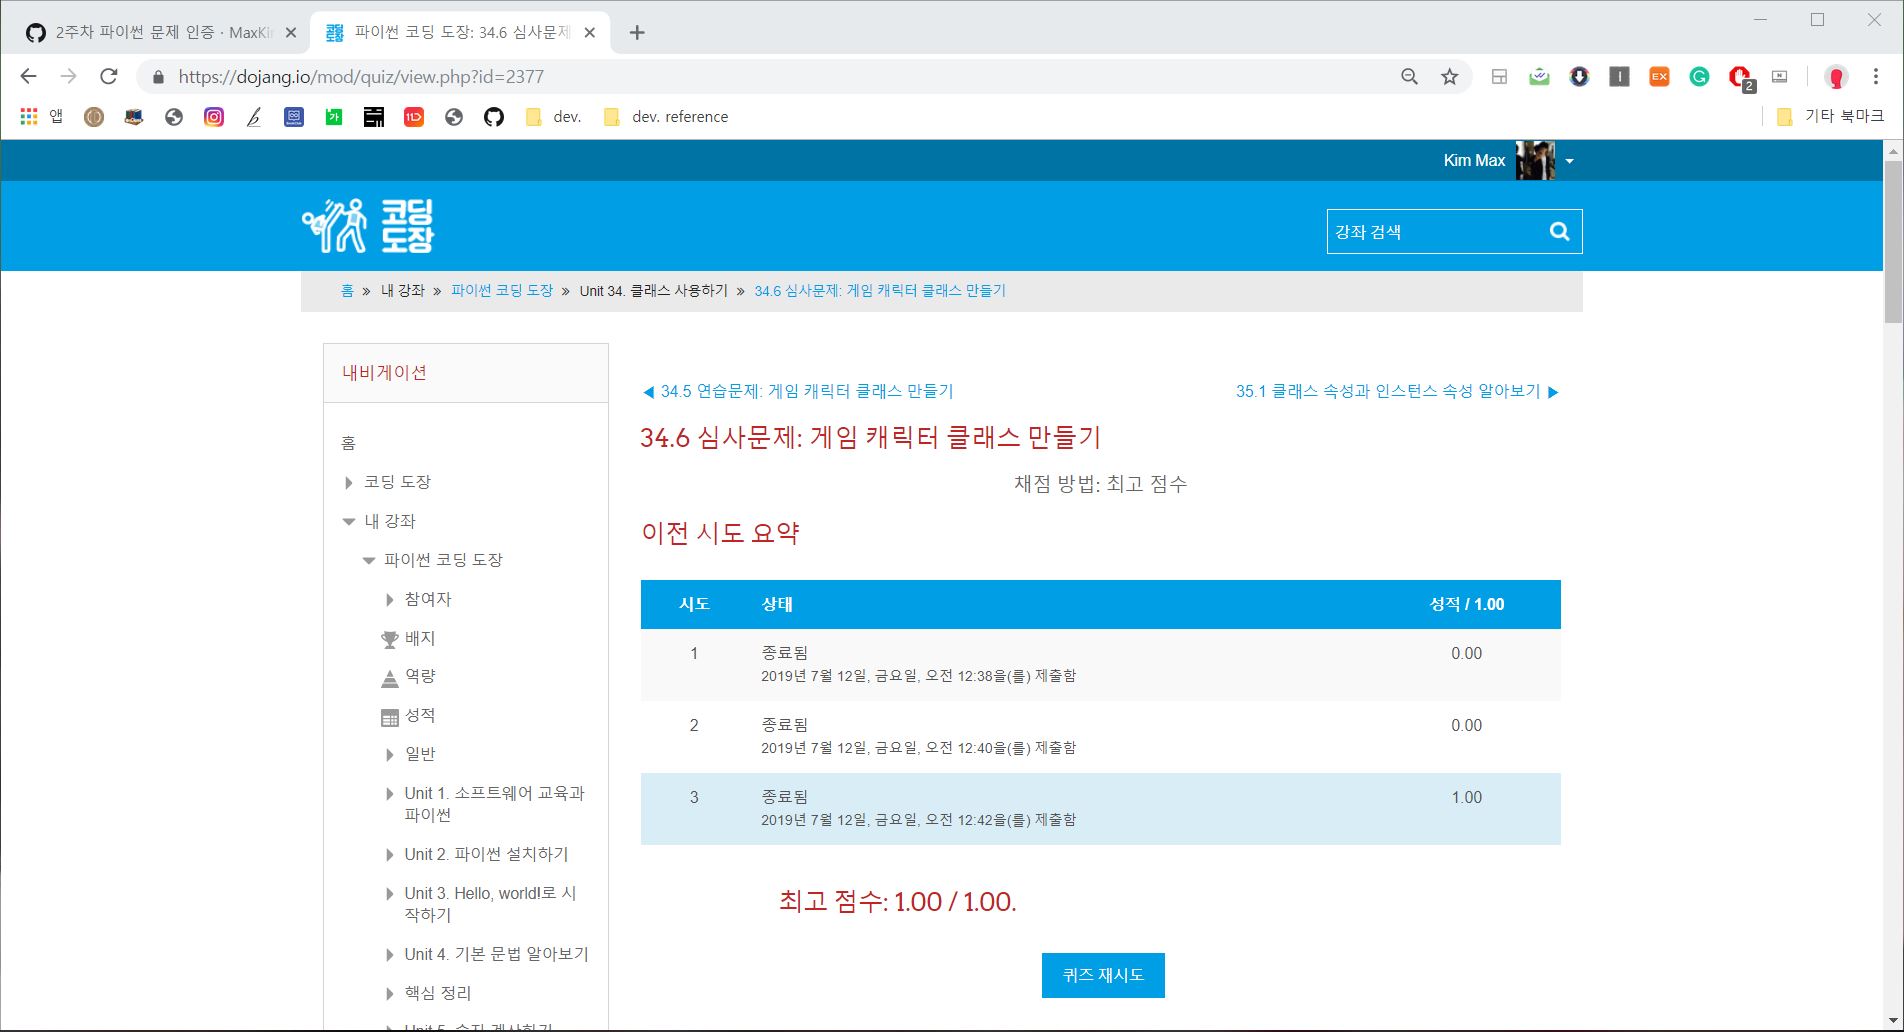 2주차 파이썬 문제 인증 · MaxKi
파이썬 코딩 도장: 34.6 심사문제
https://dojang.io/mod/quiz/view.php?id=2377
앱
dev.
dev. reference
기타 북마크
Kim Max
코딩
도장
강좌 검색
홈 » 내 강좌 » 파이썬 코딩 도장 » Unit 34. 클래스 사용하기 » 34.6 심사문제: 게임 캐릭터 클래스 만들기
내비게이션
홈
코딩 도장
내 강좌
파이썬 코딩 도장
참여자
배지
역량
성적
일반
Unit 1. 소프트웨어 교육과
파이썬
Unit 2. 파이썬 설치하기
Unit 3. Hello, world!로 시
작하기
Unit 4. 기본 문법 알아보기
핵심 정리
Unit 5. 숫자 계산하기
◀ 34.5 연습문제: 게임 캐릭터 클래스 만들기
35.1 클래스 속성과 인스턴스 속성 알아보기 ▶
34.6 심사문제: 게임 캐릭터 클래스 만들기
채점 방법: 최고 점수
이전 시도 요약
시도 상태 성적 / 1.00
1 종료됨 0.00
2019년 7월 12일, 금요일, 오전 12:38을(를) 제출함
2 종료됨 0.00
2019년 7월 12일, 금요일, 오전 12:40을(를) 제출함
3 종료됨 1.00
2019년 7월 12일, 금요일, 오전 12:42을(를) 제출함
최고 점수: 1.00 / 1.00.
퀴즈 재시도